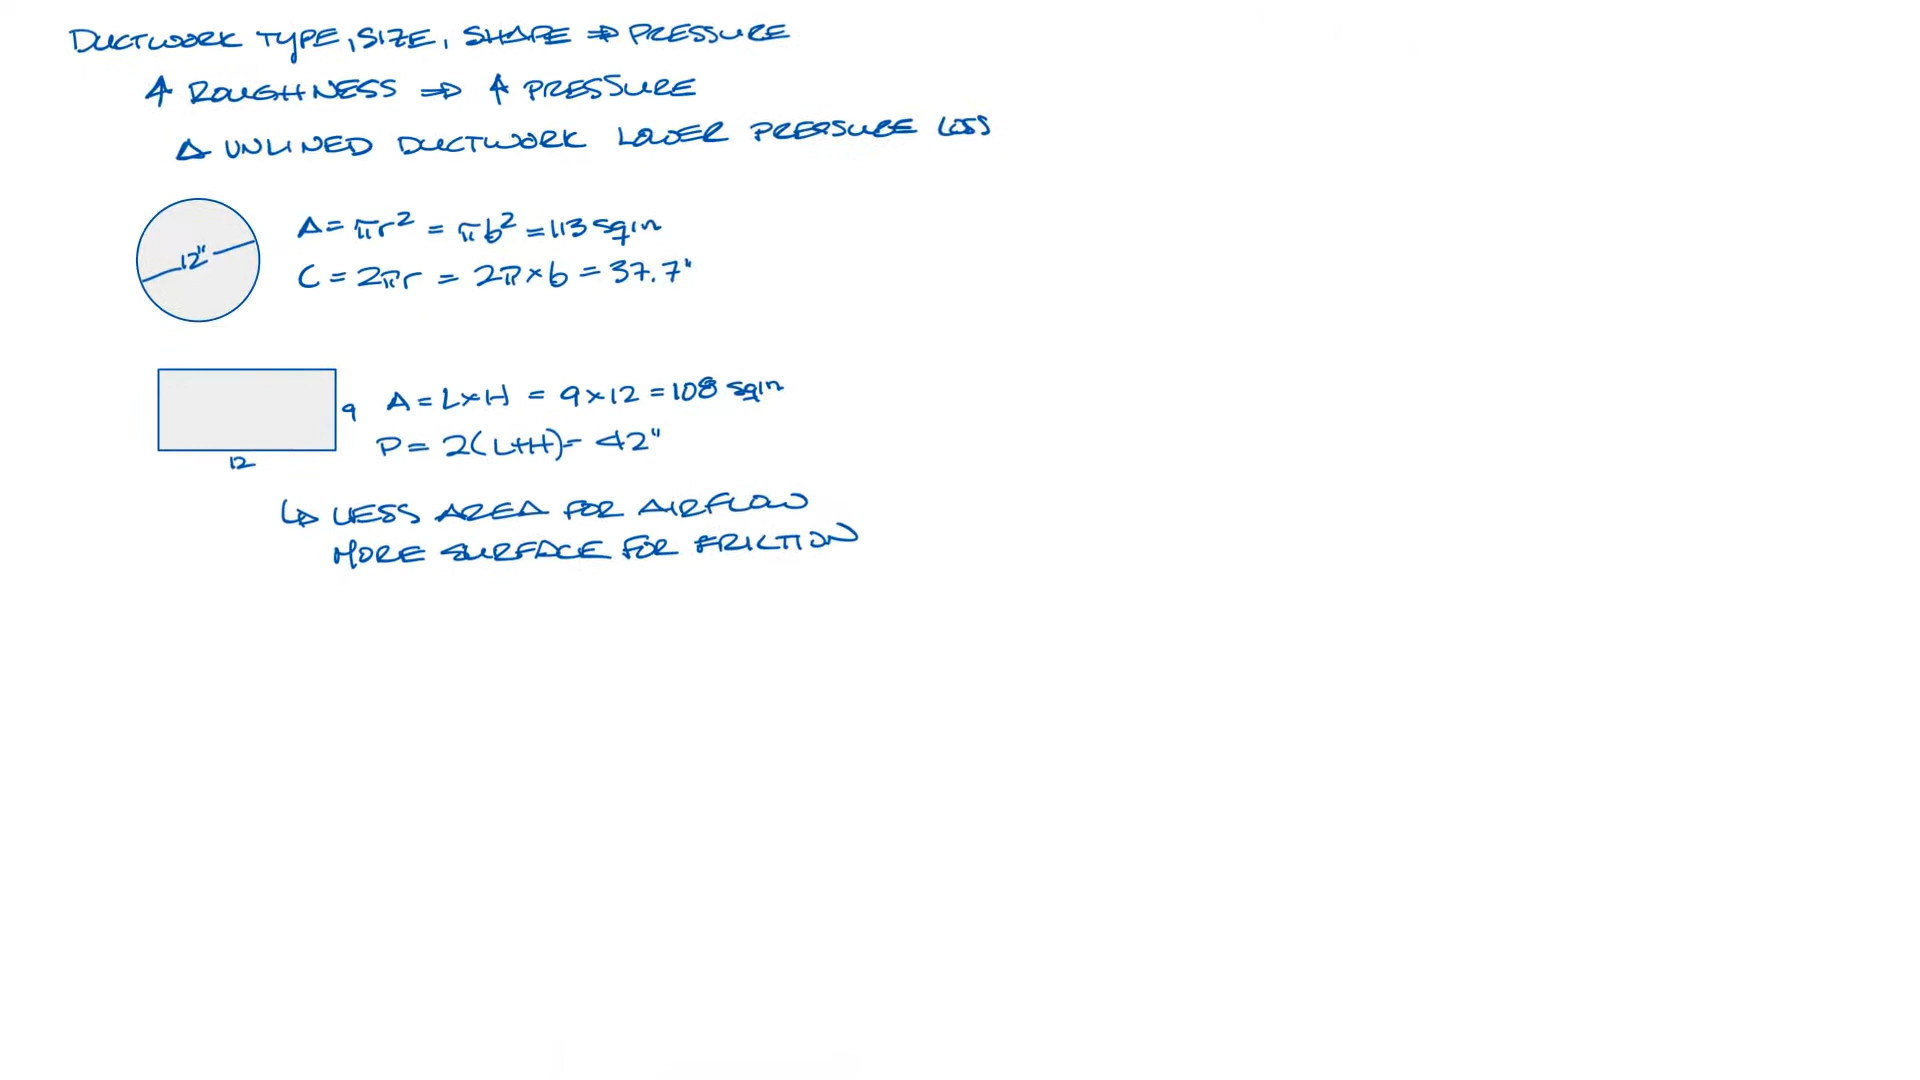 DUCTWORK TYPE, SIZE, SHAPE ⇒ PRESSURE
↑ ROUGHNESS ⇒ ↑ PRESSURE
△ UNLINED DUCTWORK LOWER PRESSURE LOSS
12"
A = πr² = π6² = 113 sqin
C = 2πr = 2π × 6 = 37.7"
9
A = L×H = 9×12 = 108 sqin
P = 2(L+H) = 42"
12
↳ LESS AREA FOR AIRFLOW
MORE SURFACE FOR FRICTION